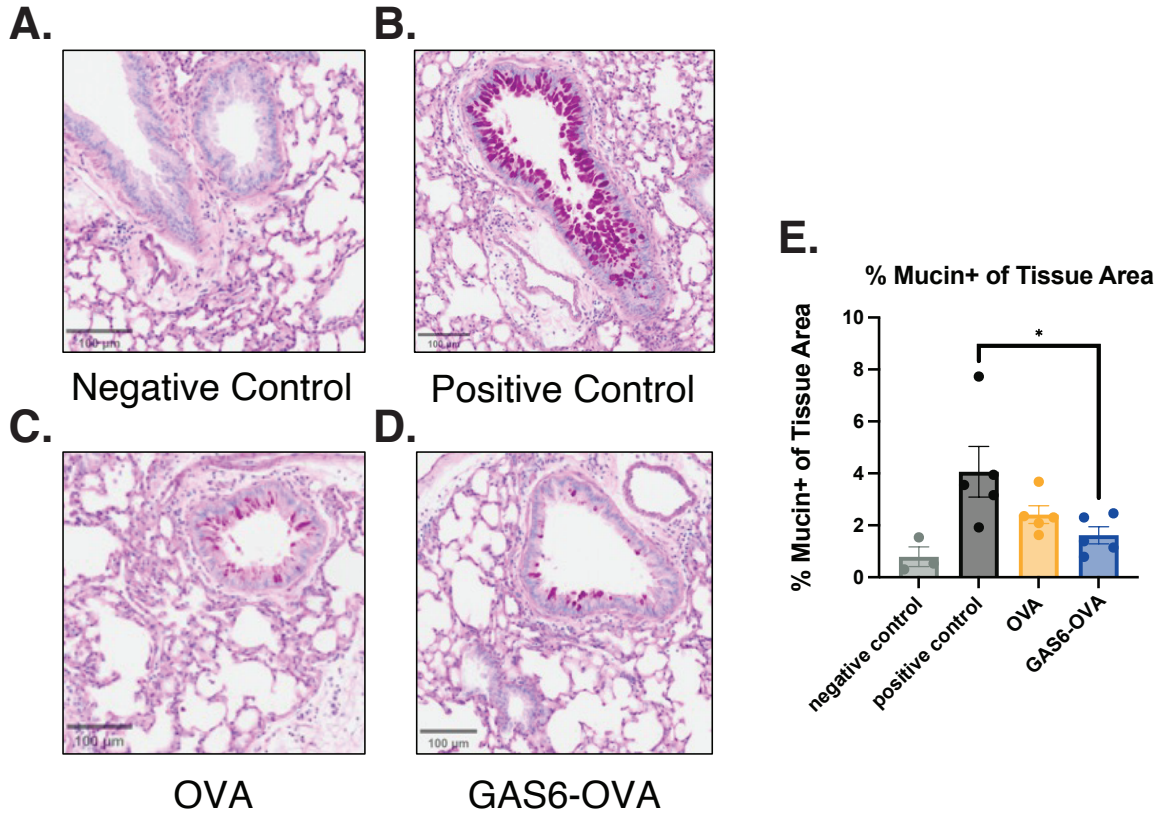 A.
B.
100 μm
100 μm
Negative Control
Positive Control
C.
D.
100 μm
100 μm
OVA
GAS6-OVA
E.
% Mucin+ of Tissue Area
% Mucin+ of Tissue Area
10
8
6
4
2
0
*
negative control
positive control
OVA
GAS6-OVA